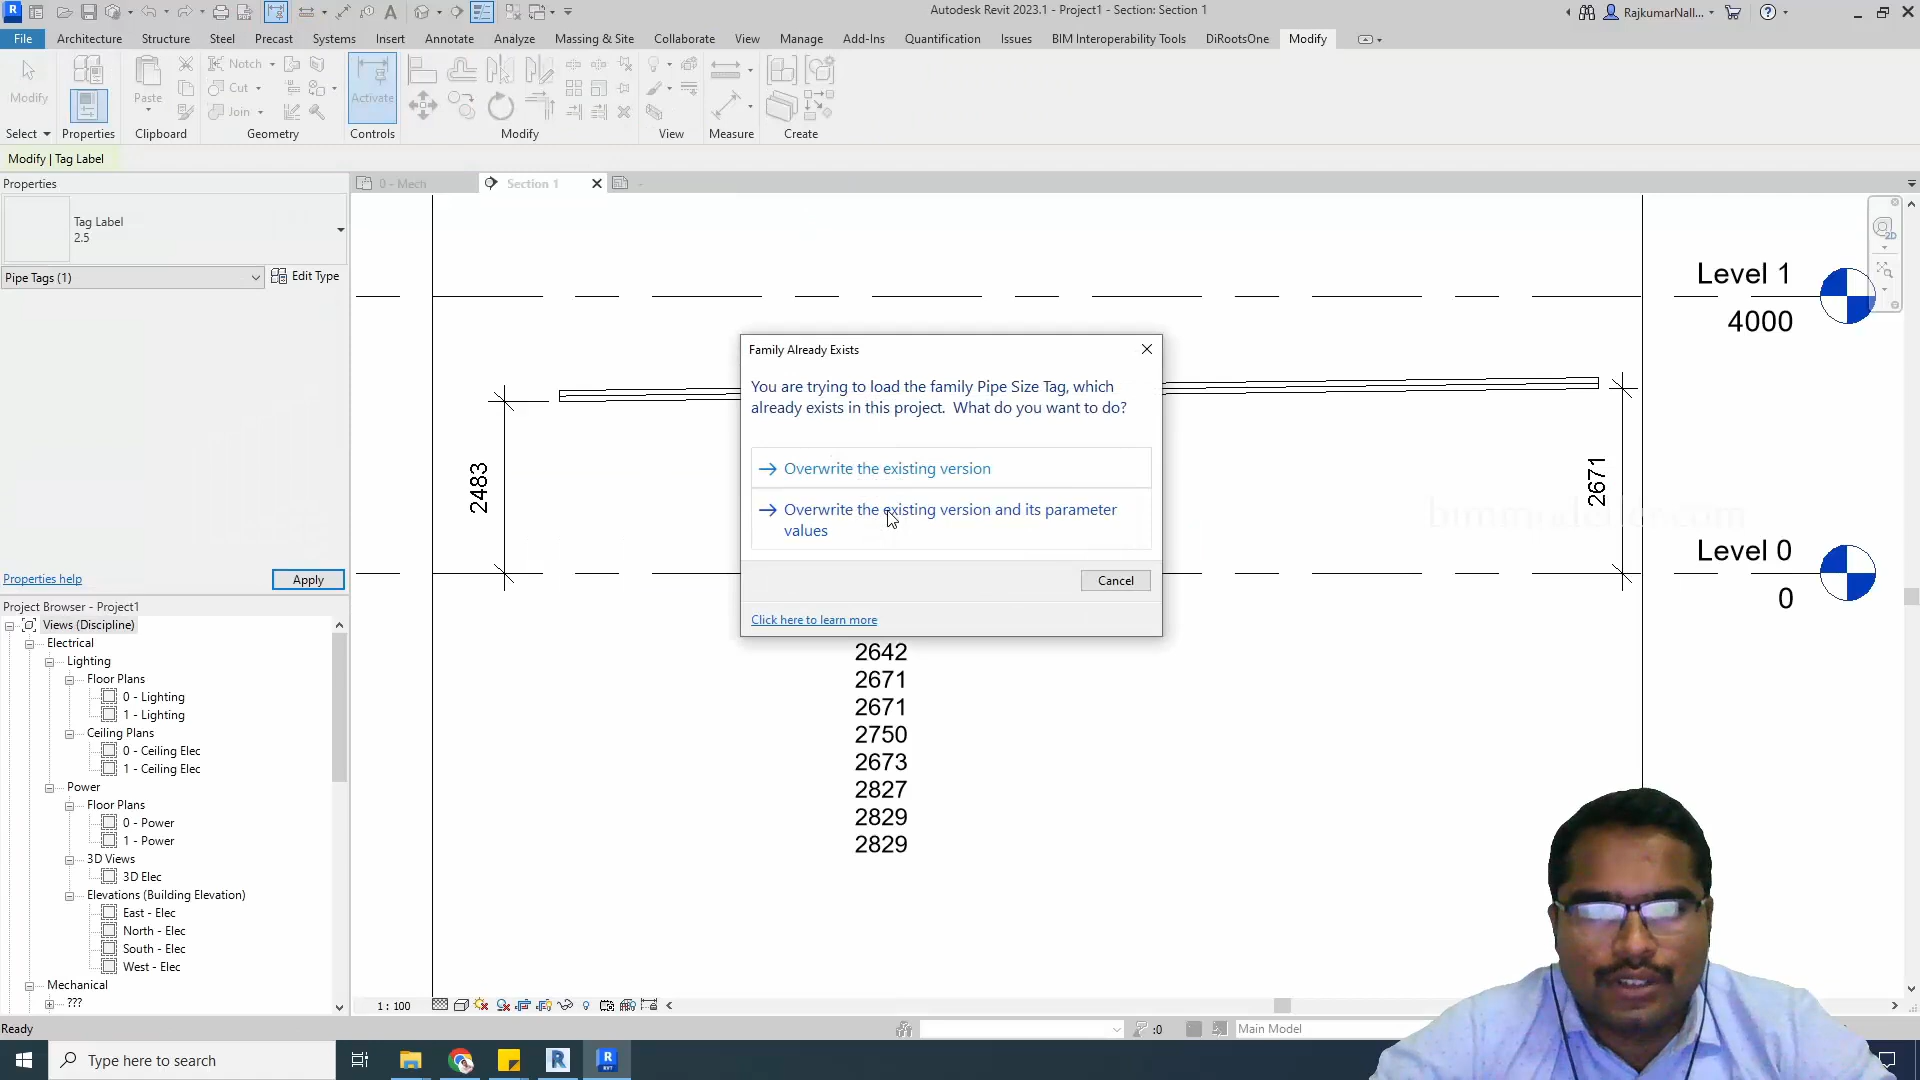 Autodesk Revit 2023.1 - Project1 - Section: Section 1
RajkumarNall...
File Architecture Structure Steel Precast Systems Insert Annotate Analyze Massing & Site Collaborate View Manage Add-Ins Quantification Issues BIM Interoperability Tools DiRootsOne Modify
Notch
Cut
Join
Modify
Paste
Activate
Select Properties Clipboard Geometry Controls Modify View Measure Create
Modify | Tag Label
Properties
0 - Mech
Section 1
Tag Label
2.5
Pipe Tags (1)
Edit Type
Properties help
Apply
Project Browser - Project1
Views (Discipline)
Electrical
Lighting
Floor Plans
0 - Lighting
1 - Lighting
Ceiling Plans
0 - Ceiling Elec
1 - Ceiling Elec
Power
Floor Plans
0 - Power
1 - Power
3D Views
3D Elec
Elevations (Building Elevation)
East - Elec
North - Elec
South - Elec
West - Elec
Mechanical
???
Level 1
4000
2483
2671
Level 0
0
Family Already Exists
You are trying to load the family Pipe Size Tag, which
already exists in this project. What do you want to do?
Overwrite the existing version
Overwrite the existing version and its parameter
values
Cancel
Click here to learn more
2642
2671
2671
2750
2673
2827
2829
2829
1 : 100
Ready
:0
Main Model
Type here to search